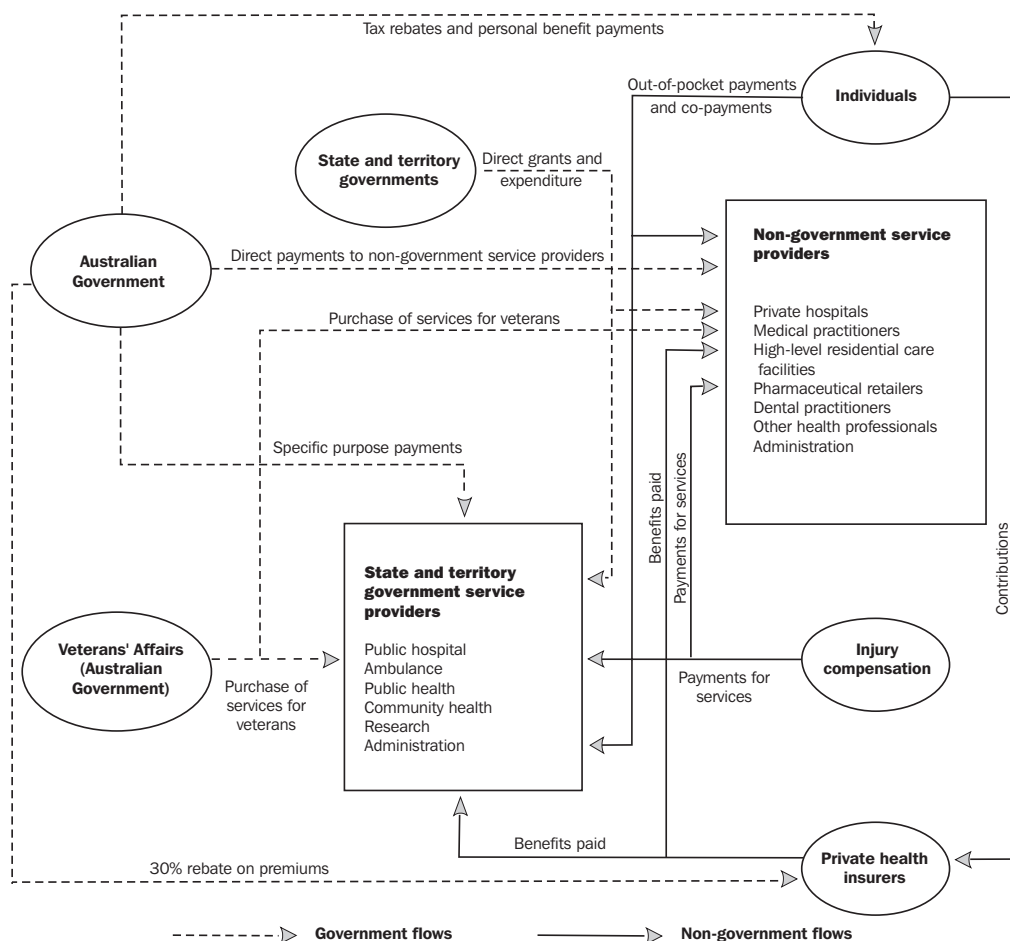 Tax rebates and personal benefit payments
Out-of-pocket payments
and co-payments
Individuals
State and territory
governments
Direct grants and
expenditure
Australian
Government
Direct payments to non-government service providers
Non-government service
providers
Private hospitals
Medical practitioners
High-level residential care
facilities
Pharmaceutical retailers
Dental practitioners
Other health professionals
Administration
Purchase of services for veterans
Specific purpose payments
Benefits paid
Payments for services
Contributions
State and territory
government service
providers
Public hospital
Ambulance
Public health
Community health
Research
Administration
Veterans' Affairs
(Australian
Government)
Purchase of
services for
veterans
Injury
compensation
Payments for
services
Benefits paid
Private health
insurers
30% rebate on premiums
Government flows
Non-government flows